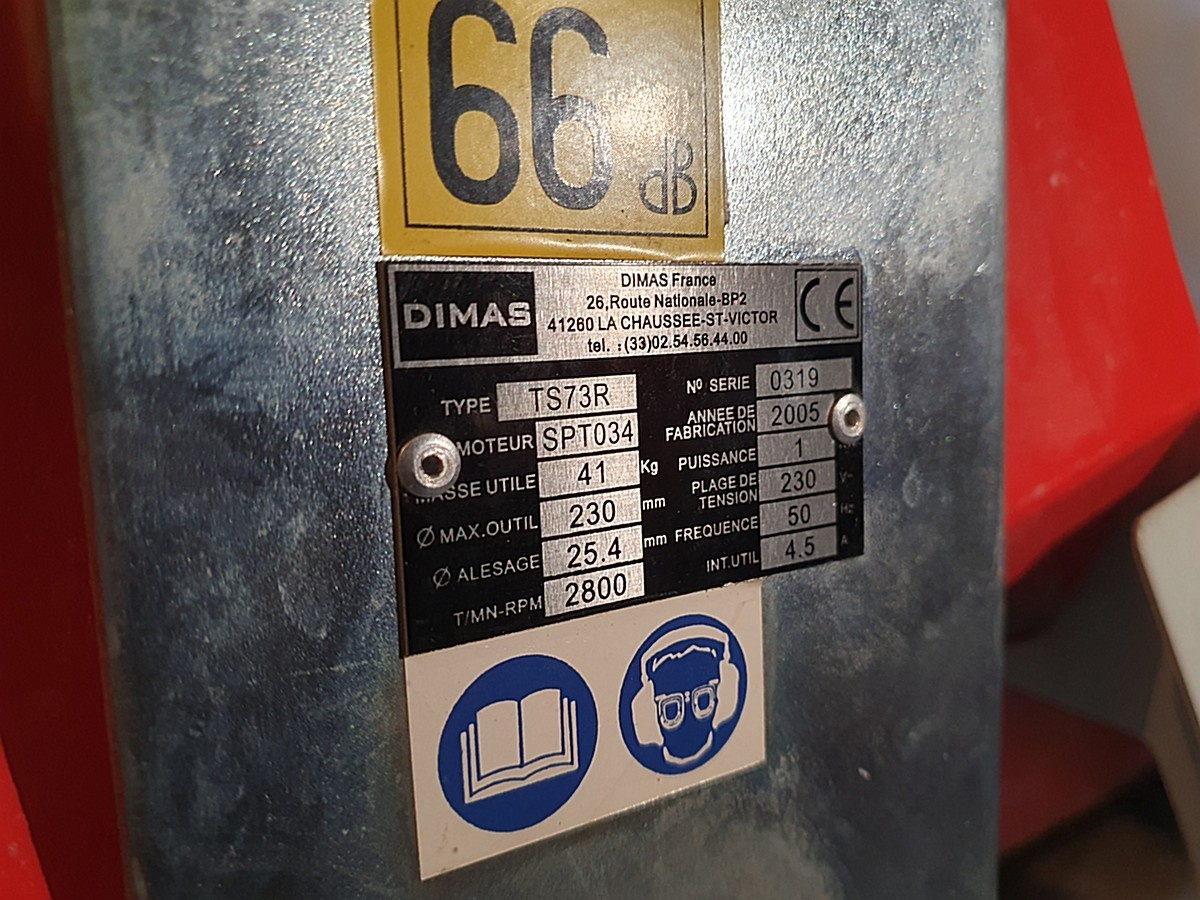 66 dB
DIMAS
DIMAS France
26,Route Nationale-BP2
41260 LA CHAUSSEE-ST-VICTOR
tel. :(33)02.54.56.44.00
CE
TYPE TS73R
MOTEUR SPT034
MASSE UTILE 41 Kg
Ø MAX.OUTIL 230 mm
Ø ALESAGE 25.4 mm
T/MN-RPM 2800
Nº SERIE 0319
ANNEE DE
FABRICATION 2005
PUISSANCE 1
PLAGE DE
TENSION 230 V~
FREQUENCE 50 Hz
INT.UTIL 4.5 A